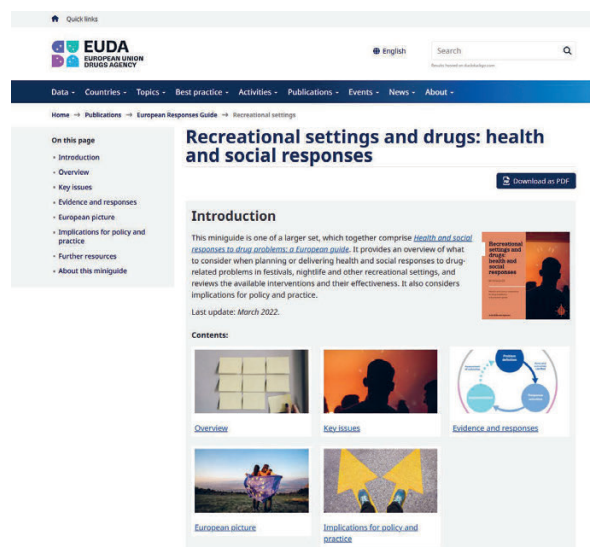 Quick links
EUDA
EUROPEAN UNION
DRUGS AGENCY
English
Search
Data
Countries
Topics
Best practice
Activities
Publications
Events
News
About
Home → Publications → European Responses Guide → Recreational settings
On this page
Introduction
Overview
Key issues
Evidence and responses
European picture
Implications for policy and
practice
Further resources
About this miniguide
Recreational settings and drugs: health
and social responses
Download as PDF
Introduction
This miniguide is one of a larger set, which together comprise Health and social
responses to drug problems: a European guide. It provides an overview of what
to consider when planning or delivering health and social responses to drug-
related problems in festivals, nightlife and other recreational settings, and
reviews the available interventions and their effectiveness. It also considers
implications for policy and practice.
Last update: March 2022.
Recreational
settings and
drugs:
health and
social
responses
Contents:
Overview
Key issues
Evidence and responses
European picture
Implications for policy and
practice